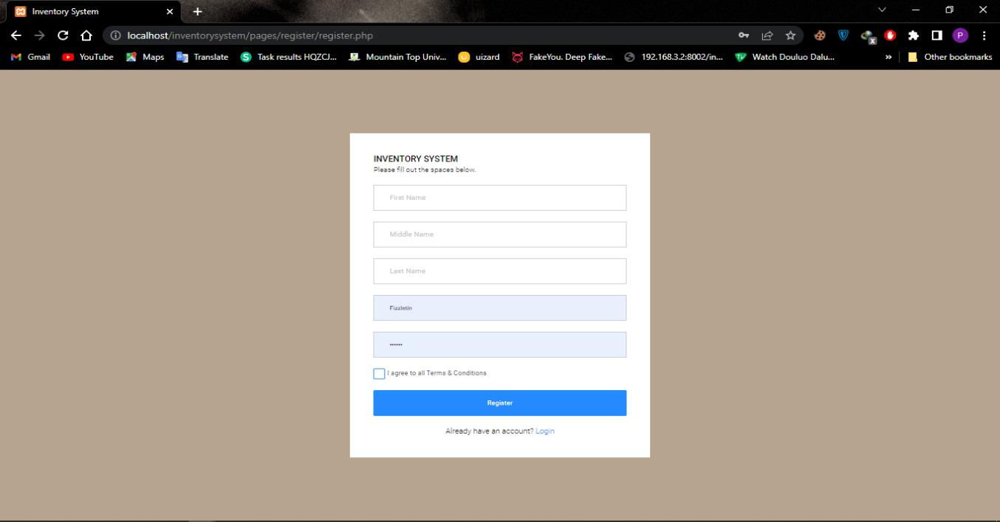 Inventory System
localhost/inventorysystem/pages/register/register.php
P
x
Gmail
YouTube
Maps
Translate
S
Task results HQZCJ...
Mountain Top Univ...
uizard
FakeYou. Deep Fake...
192.168.3.2:8002/in...
Watch Douluo Dalu...
»
Other bookmarks
INVENTORY SYSTEM
Please fill out the spaces below.
First Name
Middle Name
Last Name
Fizzletin
••••••
I agree to all Terms & Conditions
Register
Already have an account? Login